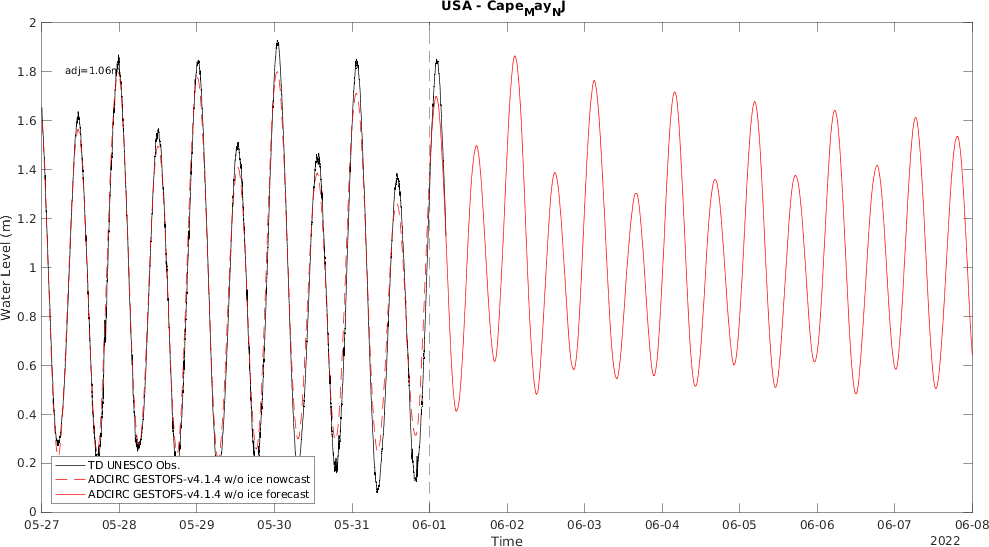 USA - Cape_May_NJ
adj=1.06m
Water Level (m)
2
1.8
1.6
1.4
1.2
1
0.8
0.6
0.4
0.2
0
TD UNESCO Obs.
ADCIRC GESTOFS-v4.1.4 w/o ice nowcast
ADCIRC GESTOFS-v4.1.4 w/o ice forecast
05-27 05-28 05-29 05-30 05-31 06-01 06-02 06-03 06-04 06-05 06-06 06-07 06-08
Time
2022